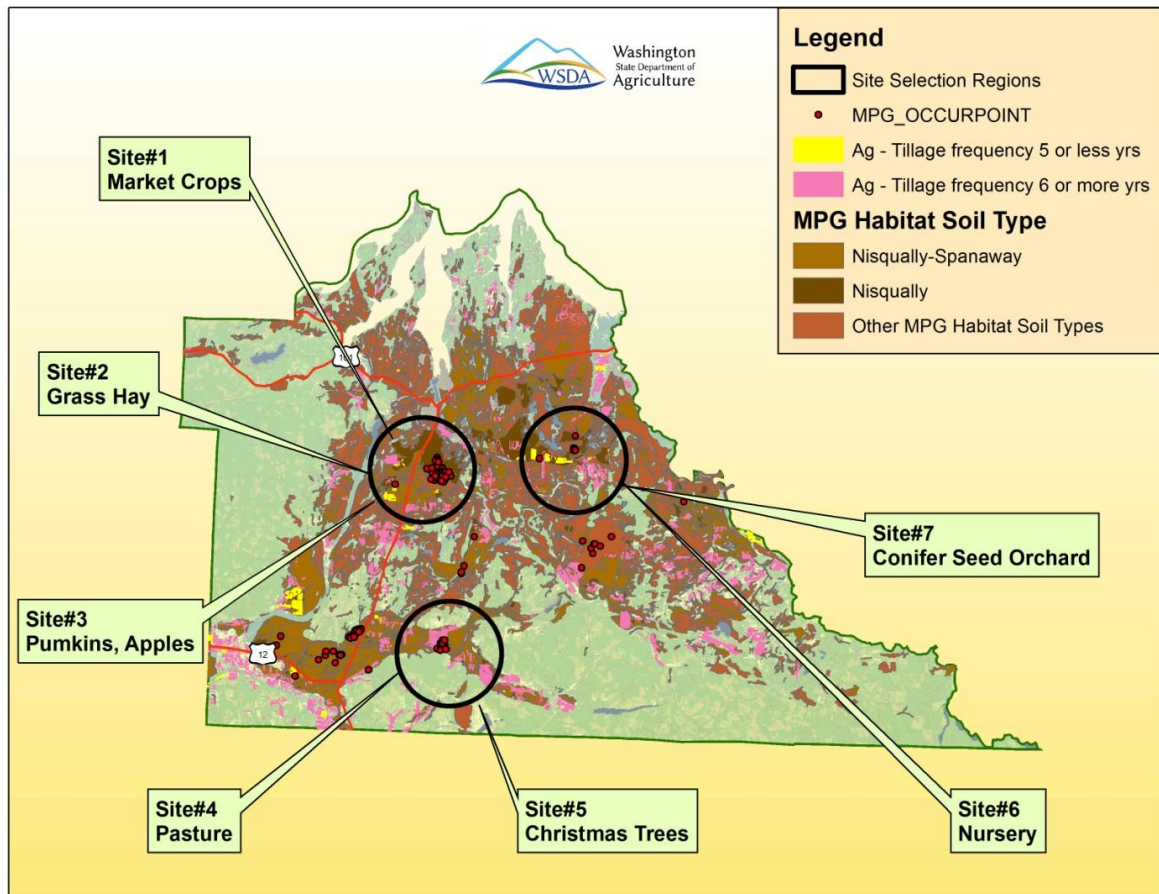 WSDA
Washington
State Department of
Agriculture
Legend
Site Selection Regions
MPG_OCCURPOINT
Ag - Tillage frequency 5 or less yrs
Ag - Tillage frequency 6 or more yrs
MPG Habitat Soil Type
Nisqually-Spanaway
Nisqually
Other MPG Habitat Soil Types
Site#1
Market Crops
101
Site#2
Grass Hay
Site#7
Conifer Seed Orchard
Site#3
Pumkins, Apples
12
Site#4
Pasture
Site#5
Christmas Trees
Site#6
Nursery